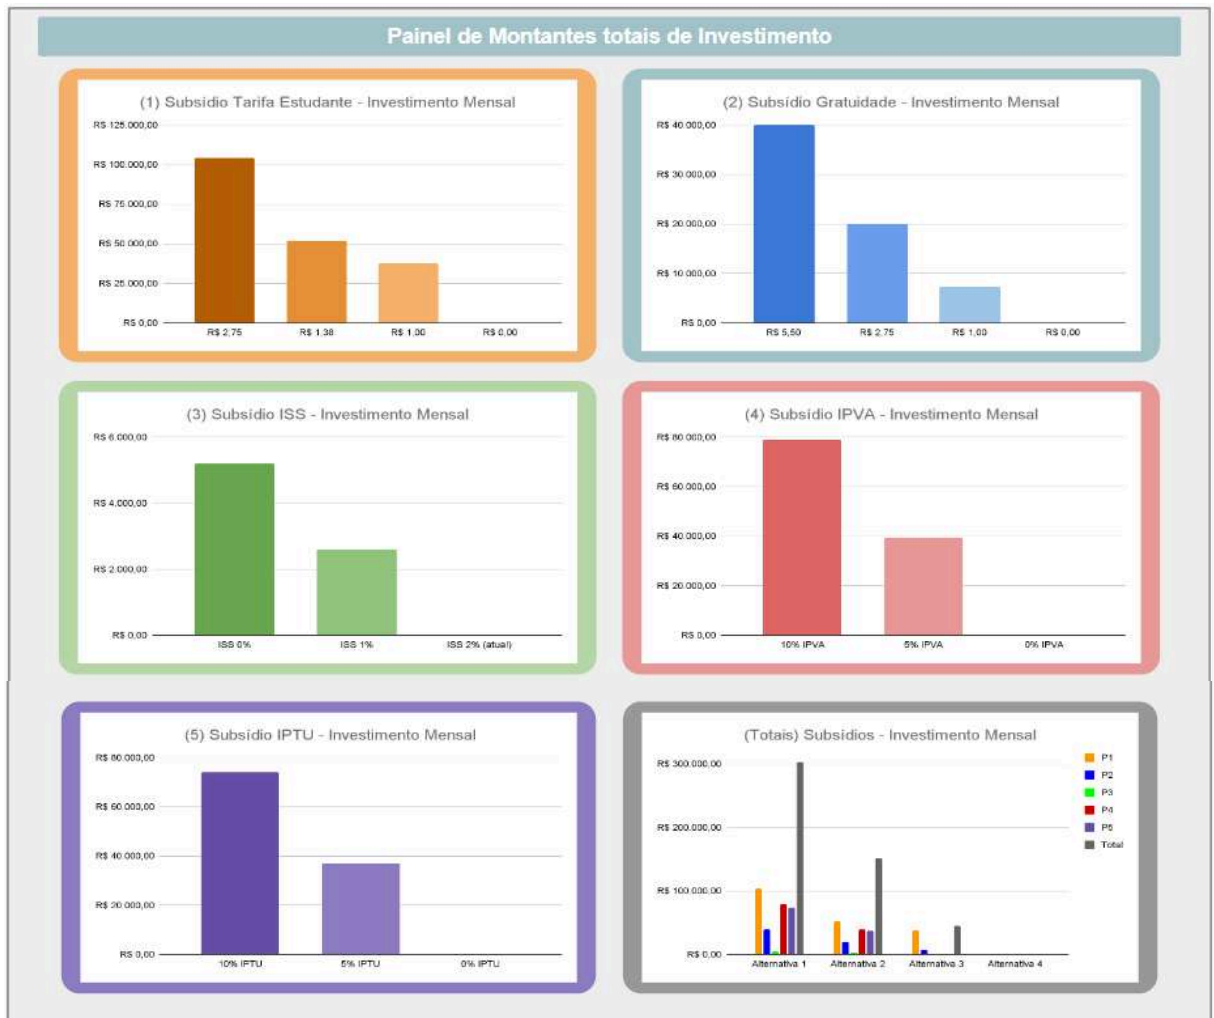 Painel de Montantes totais de Investimento
(1) Subsídio Tarifa Estudante - Investimento Mensal
R$ 125.000,00
R$ 100.000,00
R$ 75.000,00
R$ 50.000,00
R$ 25.000,00
R$ 0,00
R$ 2,75 R$ 1,38 R$ 1,00 R$ 0,00
(2) Subsídio Gratuidade - Investimento Mensal
R$ 40.000,00
R$ 30.000,00
R$ 20.000,00
R$ 10.000,00
R$ 0,00
R$ 5,50 R$ 2,75 R$ 1,00 R$ 0,00
(3) Subsídio ISS - Investimento Mensal
R$ 6.000,00
R$ 4.000,00
R$ 2.000,00
R$ 0,00
ISS 0% ISS 1% ISS 2% (atual)
(4) Subsídio IPVA - Investimento Mensal
R$ 80.000,00
R$ 60.000,00
R$ 40.000,00
R$ 20.000,00
R$ 0,00
10% IPVA 5% IPVA 0% IPVA
(5) Subsídio IPTU - Investimento Mensal
R$ 80.000,00
R$ 60.000,00
R$ 40.000,00
R$ 20.000,00
R$ 0,00
10% IPTU 5% IPTU 0% IPTU
(Totais) Subsídios - Investimento Mensal
R$ 300.000,00
R$ 200.000,00
R$ 100.000,00
R$ 0,00
Alternativa 1 Alternativa 2 Alternativa 3 Alternativa 4
P1
P2
P3
P4
P5
Total